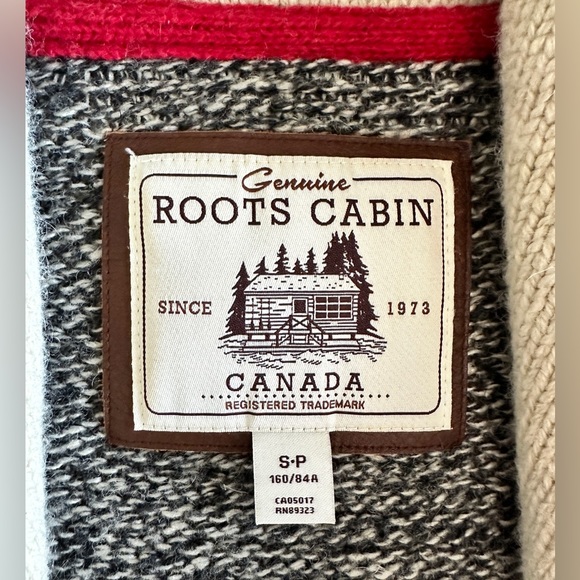 Genuine
ROOTS CABIN
SINCE 1973
CANADA
REGISTERED TRADEMARK
S•P
160/84A
CA05017
RN89323